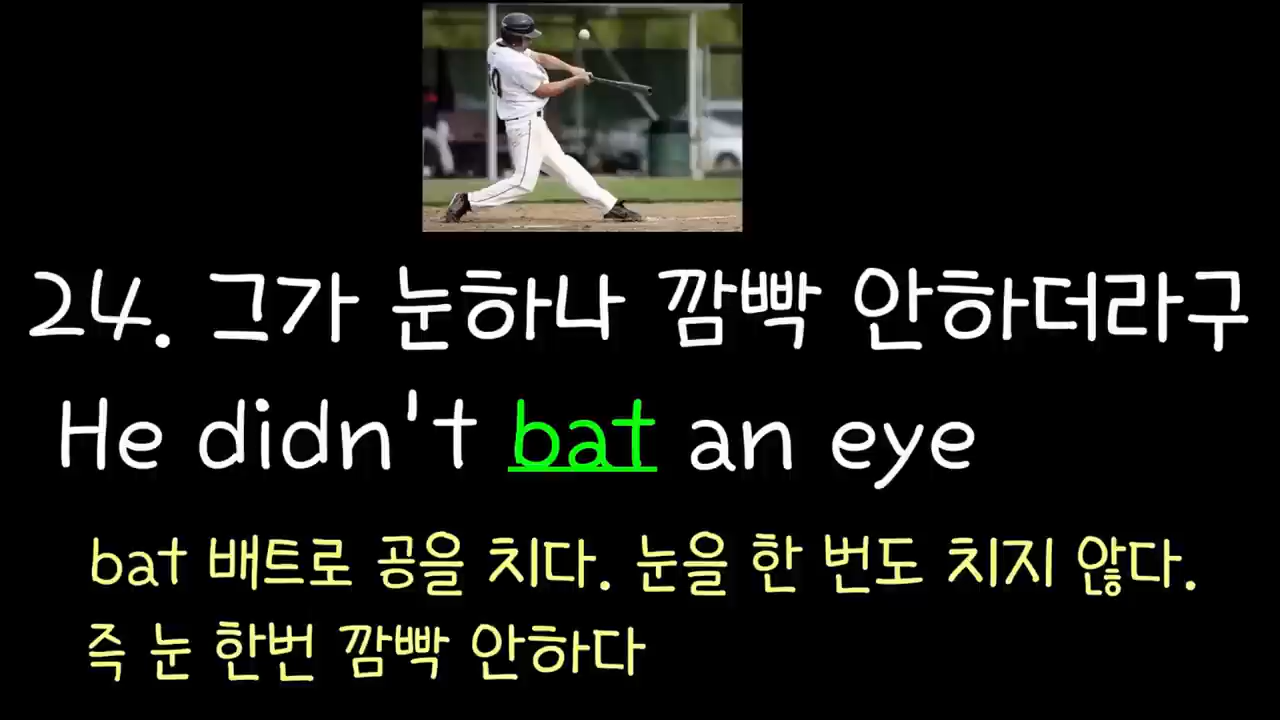 24. 그가 눈하나 깜빡 안하더라구
He didn't bat an eye
bat 배트로 공을 치다. 눈을 한 번도 치지 않다.
즉 눈 한번 깜빡 안하다